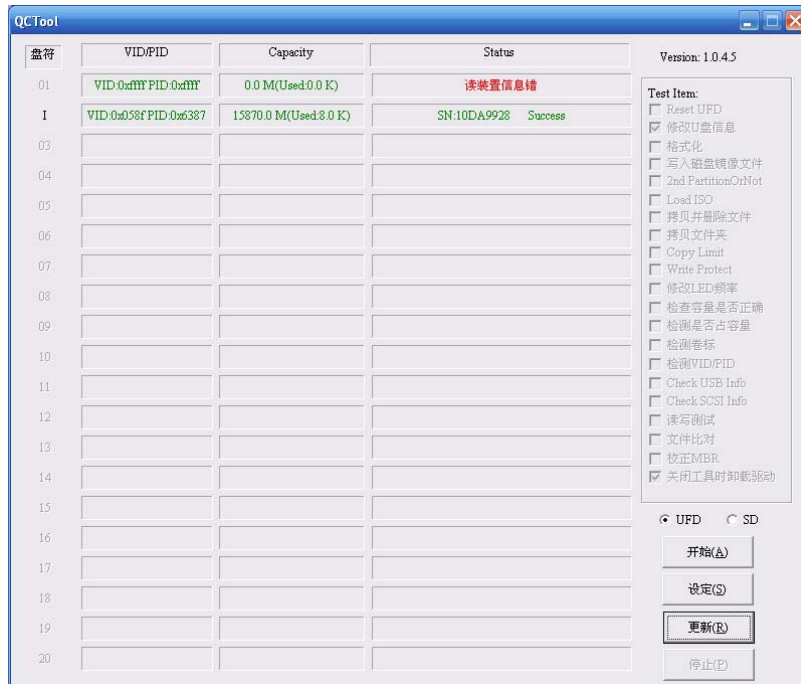 QCTool
盘符 VID/PID Capacity Status
01 VID:0xffff PID:0xffff 0.0 M(Used:0.0 K) 读装置信息错
I VID:0x058f PID:0x6387 15870.0 M(Used:8.0 K) SN:10DA9928 Success
03
04
05
06
07
08
09
10
11
12
13
14
15
16
17
18
19
20
Version: 1.0.4.5
Test Item:
Reset UFD
修改U盘信息
格式化
写入磁盘镜像文件
2nd PartitionOrNot
Load ISO
拷贝并删除文件
拷贝文件夹
Copy Limit
Write Protect
修改LED频率
检查容量是否正确
检测是否占容量
检测卷标
检测VID/PID
Check USB Info
Check SCSI Info
读写测试
文件比对
校正MBR
关闭工具时卸载驱动
UFD SD
开始(A)
设定(S)
更新(R)
停止(P)